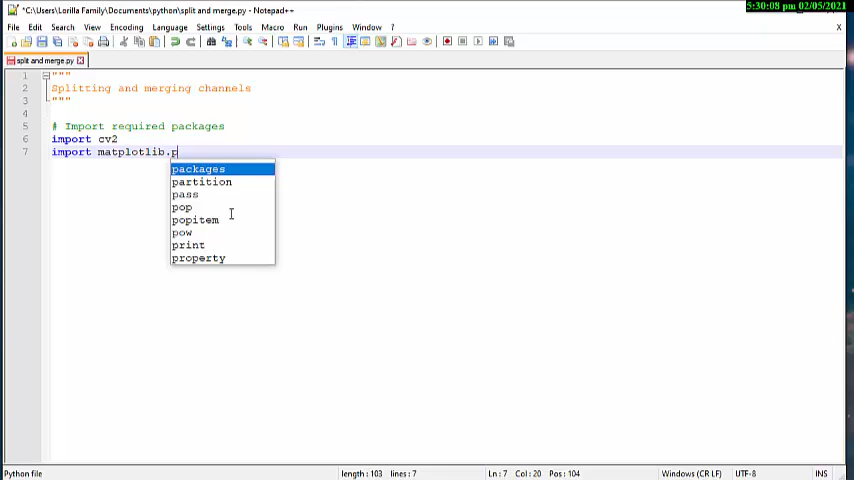 *C:\Users\Lorilla Family\Documents\python\split and merge.py - Notepad++
5:30:08 pm 02/05/2021
File Edit Search View Encoding Language Settings Tools Macro Run Plugins Window ? X
split and merge.py
1 """
2 Splitting and merging channels
3 """
4
5 # Import required packages
6 import cv2
7 import matplotlib.p
packages
partition
pass
pop
popitem
pow
print
property
Python file length : 103 lines : 7 Ln : 7 Col : 20 Pos : 104 Windows (CR LF) UTF-8 INS